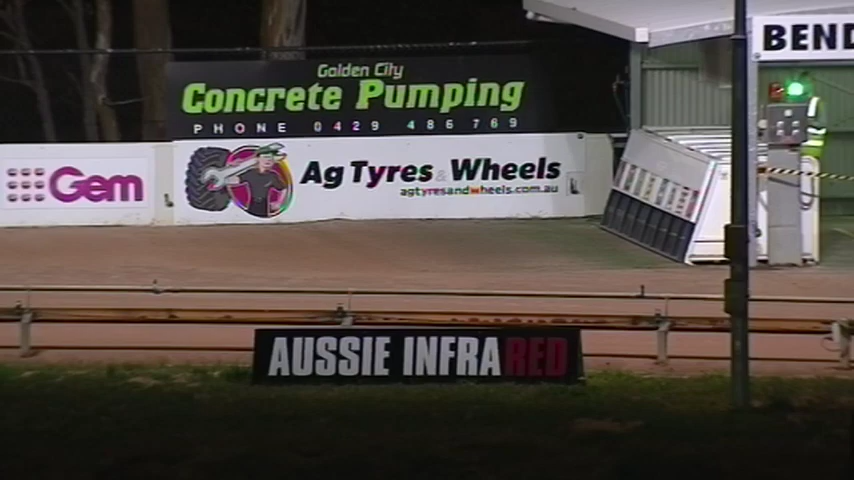 Golden City
Concrete Pumping
PHONE 0429 486 769
BEND
Gem
Ag Tyres & Wheels
agtyresandwheels.com.au
AUSSIE INFRARED